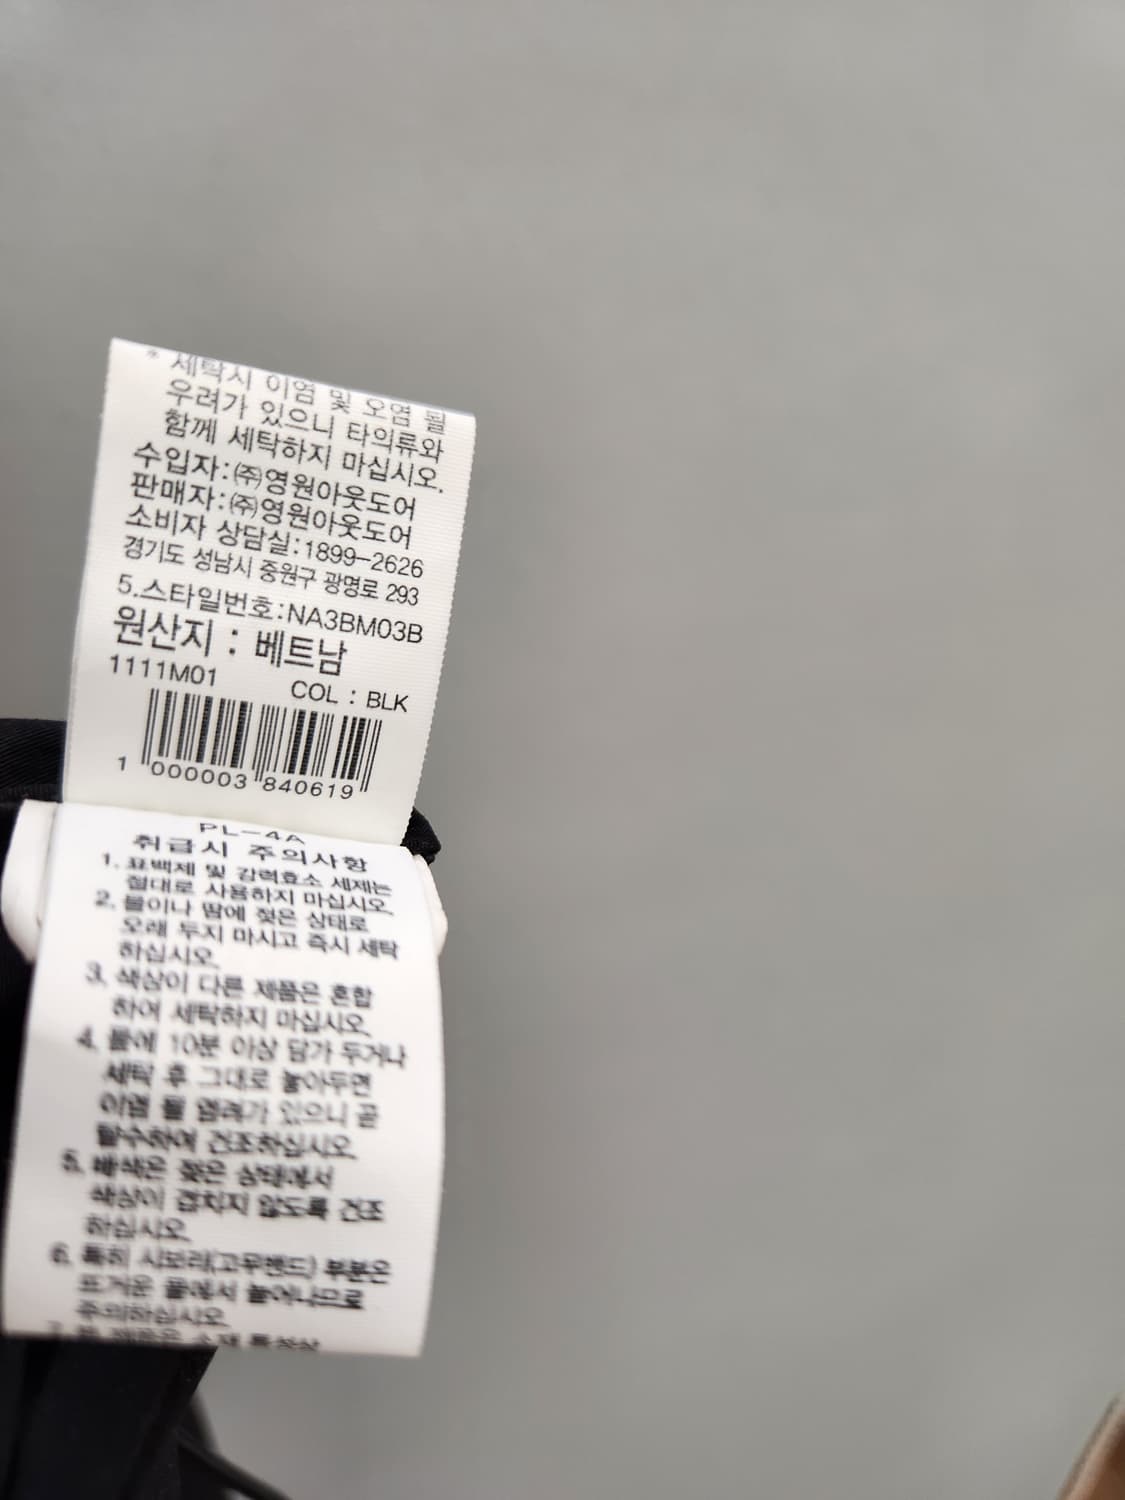 * 세탁시 이염 및 오염 될
우려가 있으니 타의류와
함께 세탁하지 마십시오.
수입자:㈜영원아웃도어
판매자:㈜영원아웃도어
소비자 상담실:1899-2626
경기도 성남시 중원구 광명로 293
5.스타일번호:NA3BM03B
원산지 : 베트남
1111M01 COL : BLK
1 000003 840619
PL-4A
취급시 주의사항
1. 표백제 및 강력효소 세제는
절대로 사용하지 마십시오.
2. 물이나 땀에 젖은 상태로
오래 두지 마시고 즉시 세탁
하십시오.
3. 색상이 다른 제품은 혼합
하여 세탁하지 마십시오.
4. 물에 10분 이상 담가 두거나
세탁 후 그대로 놓아두면
이염 될 염려가 있으니 곧
탈수하여 건조하십시오.
5. 배색은 젖은 상태에서
색상이 겹치지 않도록 건조
하십시오.
6. 특히 시보리(고무밴드) 부분은
뜨거운 물에서 늘어나므로
주의하십시오.